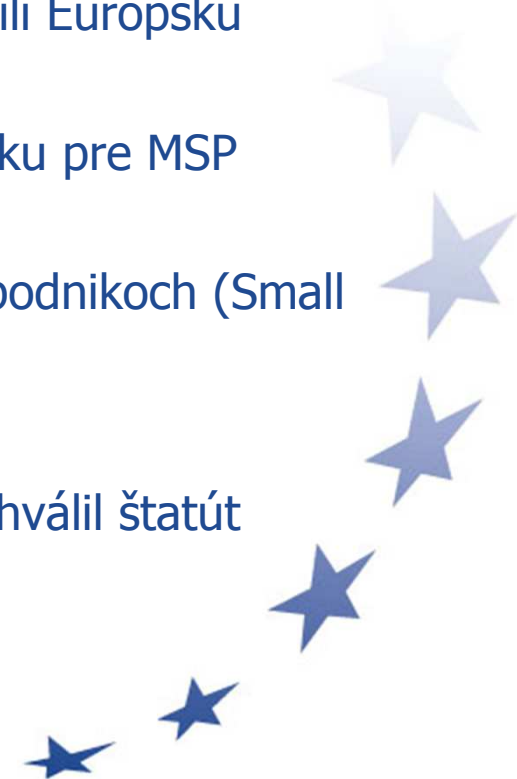 ili Európsku
ku pre MSP
podnikoch (Small
hválil štatút